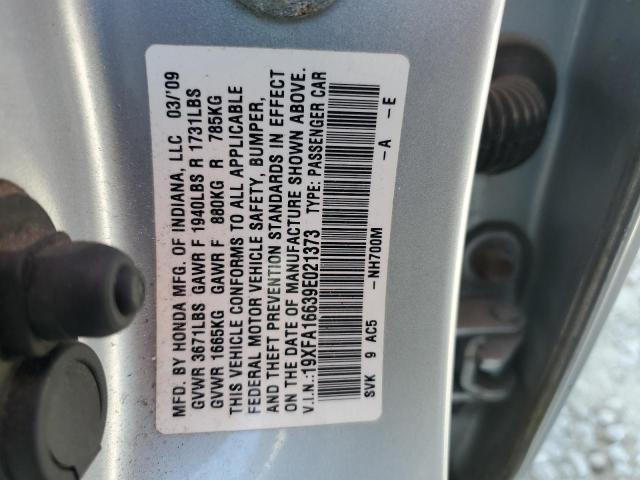 MFD. BY HONDA MFG. OF INDIANA, LLC 03/'09
GVWR 3671LBS GAWR F 1940LBS R 1731LBS
GVWR 1665KG GAWR F 880KG R 785KG
THIS VEHICLE CONFORMS TO ALL APPLICABLE
FEDERAL MOTOR VEHICLE SAFETY, BUMPER,
AND THEFT PREVENTION STANDARDS IN EFFECT
ON THE DATE OF MANUFACTURE SHOWN ABOVE.
V.I.N.:19XFA16639E021373 TYPE: PASSENGER CAR
SVK 9 AC5 -NH700M -A -E